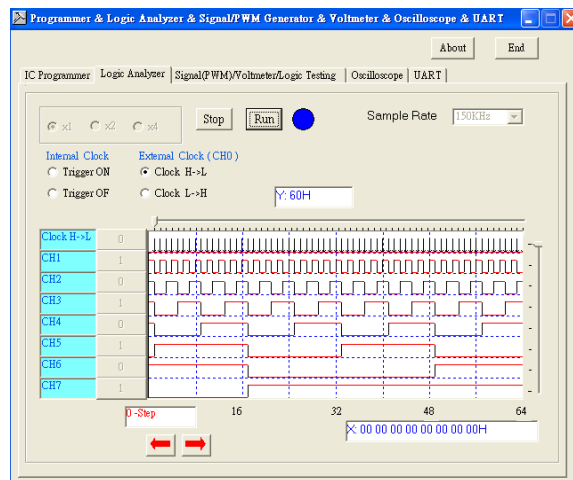 Programmer & Logic Analyzer & Signal/PWM Generator & Voltmeter & Oscilloscope & UART
About End
IC Programmer Logic Analyzer Signal(PWM)/Voltmeter/Logic Testing Oscilloscope UART
x1 x2 x4 Stop Run Sample Rate 150KHz
Internal Clock External Clock (CH0)
Trigger ON Clock H->L
Trigger OF Clock L->H Y: 60H
Clock H->L 0
CH1 1
CH2 0
CH3 1
CH4 0
CH5 1
CH6 0
CH7 1
0 -Step 16 32 48 64
X: 00 00 00 00 00 00 00 00H